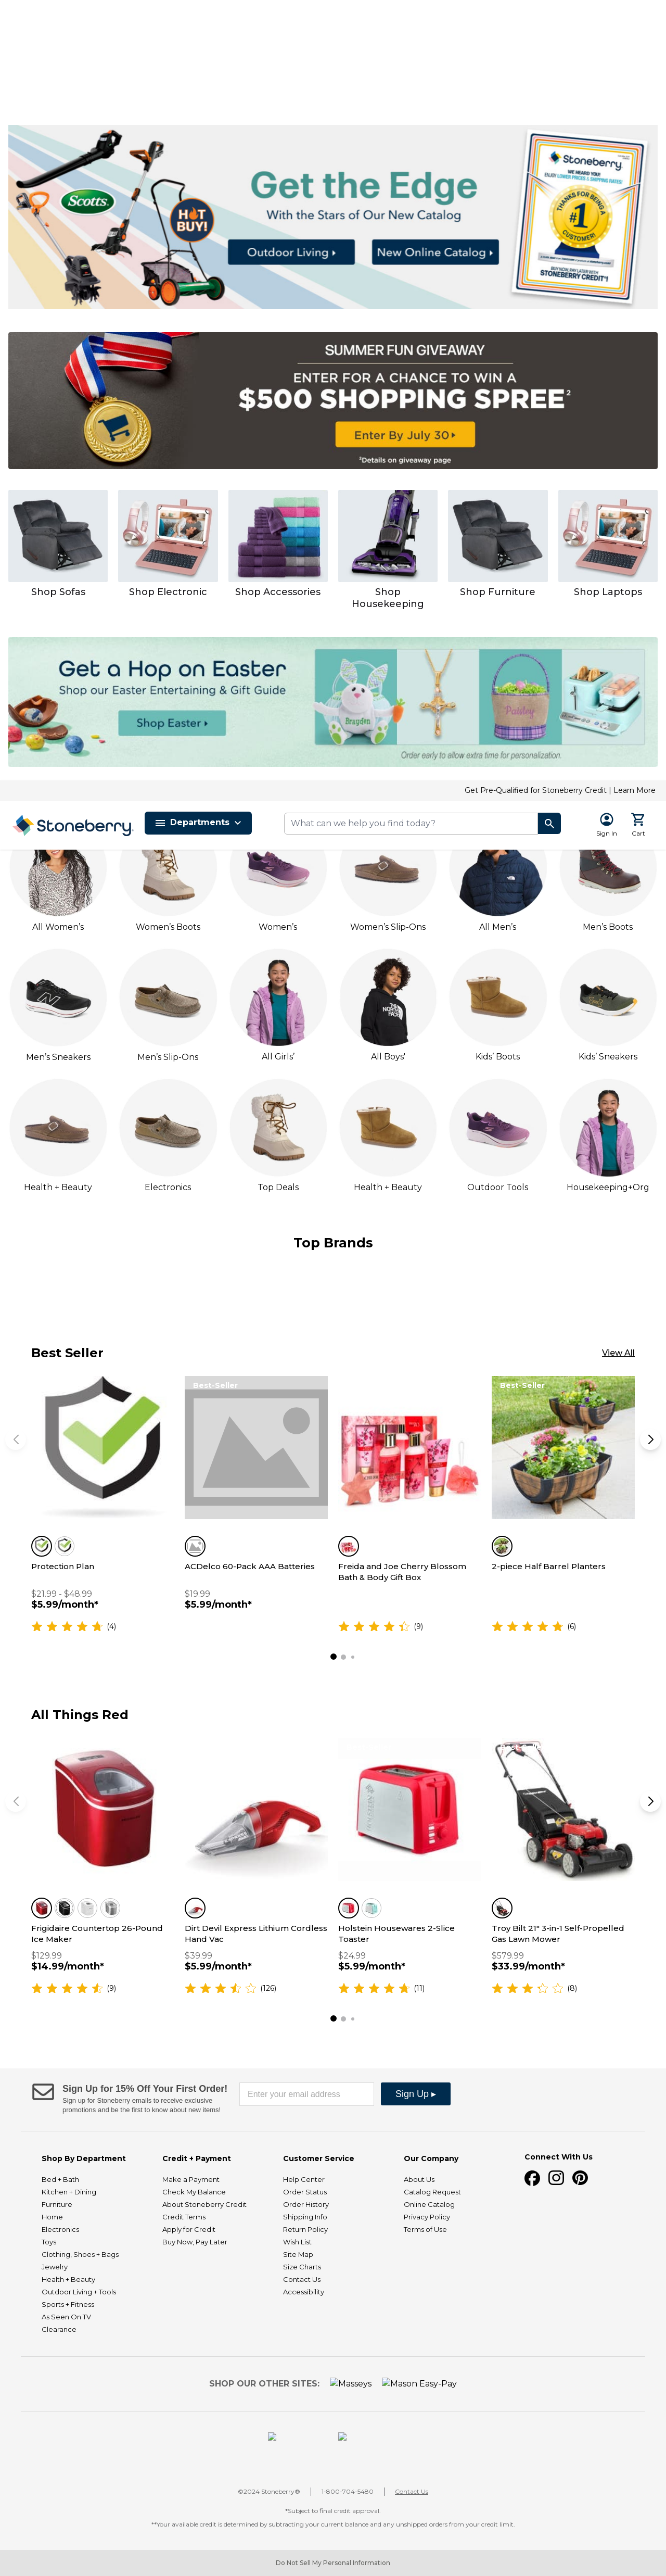 Scotts
HOT BUY!
Get the Edge
With the Stars of Our New Catalog
Outdoor Living
New Online Catalog
Stoneberry
WE HEARD YOU!
ENJOY LOWER PRICES & SHIPPING RATES!
THANKS FOR BEING A
#1
CUSTOMER!
BUY NOW, PAY LATER WITH
STONEBERRY CREDIT!
SUMMER FUN GIVEAWAY
ENTER FOR A CHANCE TO WIN A
$500 SHOPPING SPREE²
Enter By July 30
²Details on giveaway page
Shop Sofas
Shop Electronic
Shop Accessories
Shop Housekeeping
Shop Furniture
Shop Laptops
Get a Hop on Easter
Shop our Easter Entertaining & Gift Guide
Shop Easter
Brayden
Paisley
Order early to allow extra time for personalization.
Get Pre-Qualified for Stoneberry Credit | Learn More
Stoneberry.
Departments
What can we help you find today?
Sign In
Cart
All Women's
Women's Boots
Women's
Women's Slip-Ons
All Men's
Men's Boots
Men's Sneakers
Men's Slip-Ons
All Girls'
All Boys'
Kids' Boots
Kids' Sneakers
Health + Beauty
Electronics
Top Deals
Health + Beauty
Outdoor Tools
Housekeeping+Org
Top Brands
Best Seller
View All
Best-Seller
Best-Seller
Protection Plan
$21.99 - $48.99
$5.99/month*
(4)
ACDelco 60-Pack AAA Batteries
$19.99
$5.99/month*
Freida and Joe Cherry Blossom Bath & Body Gift Box
(9)
2-piece Half Barrel Planters
(6)
All Things Red
Frigidaire Countertop 26-Pound Ice Maker
$129.99
$14.99/month*
(9)
Dirt Devil Express Lithium Cordless Hand Vac
$39.99
$5.99/month*
(126)
Holstein Housewares 2-Slice Toaster
$24.99
$5.99/month*
(11)
Troy Bilt 21" 3-in-1 Self-Propelled Gas Lawn Mower
$579.99
$33.99/month*
(8)
Sign Up for 15% Off Your First Order!
Sign up for Stoneberry emails to receive exclusive
promotions and be the first to know about new items!
Enter your email address
Sign Up ▸
Shop By Department
Bed + Bath
Kitchen + Dining
Furniture
Home
Electronics
Toys
Clothing, Shoes + Bags
Jewelry
Health + Beauty
Outdoor Living + Tools
Sports + Fitness
As Seen On TV
Clearance
Credit + Payment
Make a Payment
Check My Balance
About Stoneberry Credit
Credit Terms
Apply for Credit
Buy Now, Pay Later
Customer Service
Help Center
Order Status
Order History
Shipping Info
Return Policy
Wish List
Site Map
Size Charts
Contact Us
Accessibility
Our Company
About Us
Catalog Request
Online Catalog
Privacy Policy
Terms of Use
Connect With Us
SHOP OUR OTHER SITES:
Masseys
Mason Easy-Pay
©2024 Stoneberry®
1-800-704-5480
Contact Us
*Subject to final credit approval.
**Your available credit is determined by subtracting your current balance and any unshipped orders from your credit limit.
Do Not Sell My Personal Information